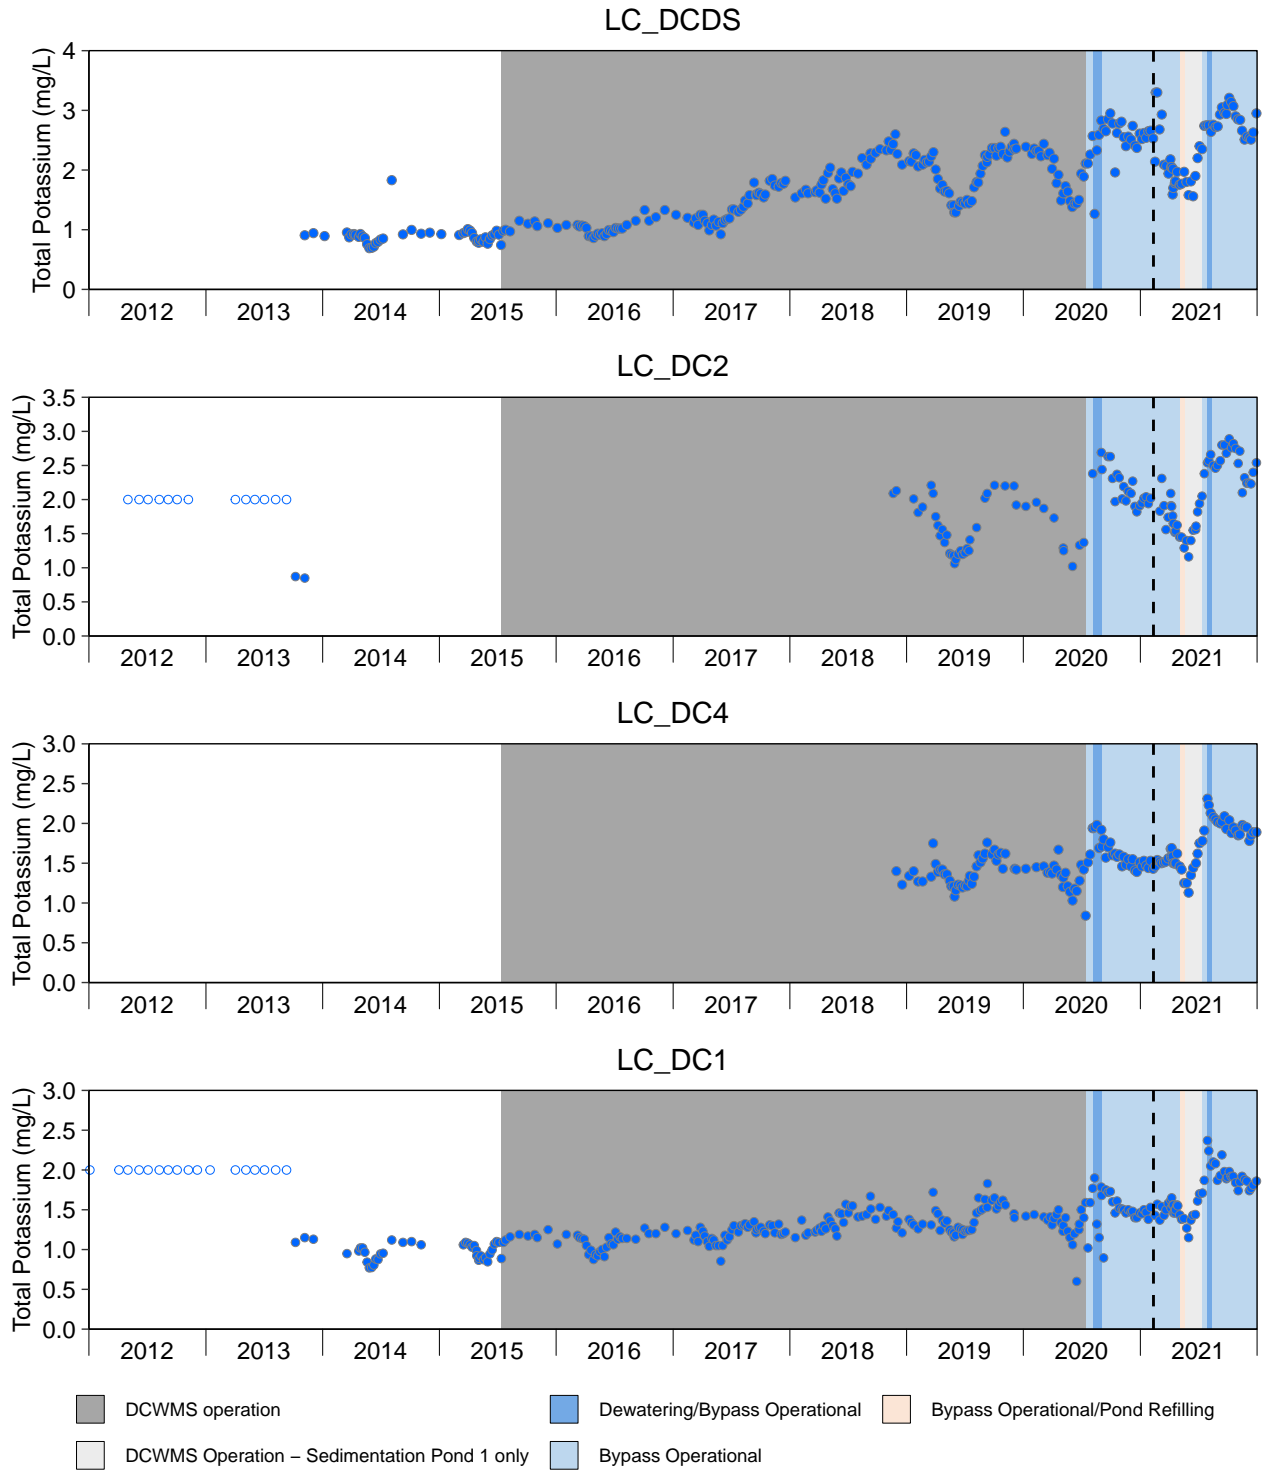 LC_DCDS
Total Potassium (mg/L)
4
3
2
1
0
2012 2013 2014 2015 2016 2017 2018 2019 2020 2021
LC_DC2
Total Potassium (mg/L)
3.5
3.0
2.5
2.0
1.5
1.0
0.5
0.0
2012 2013 2014 2015 2016 2017 2018 2019 2020 2021
LC_DC4
Total Potassium (mg/L)
3.0
2.5
2.0
1.5
1.0
0.5
0.0
2012 2013 2014 2015 2016 2017 2018 2019 2020 2021
LC_DC1
Total Potassium (mg/L)
3.0
2.5
2.0
1.5
1.0
0.5
0.0
2012 2013 2014 2015 2016 2017 2018 2019 2020 2021
DCWMS operation
Dewatering/Bypass Operational
Bypass Operational/Pond Refilling
DCWMS Operation – Sedimentation Pond 1 only
Bypass Operational